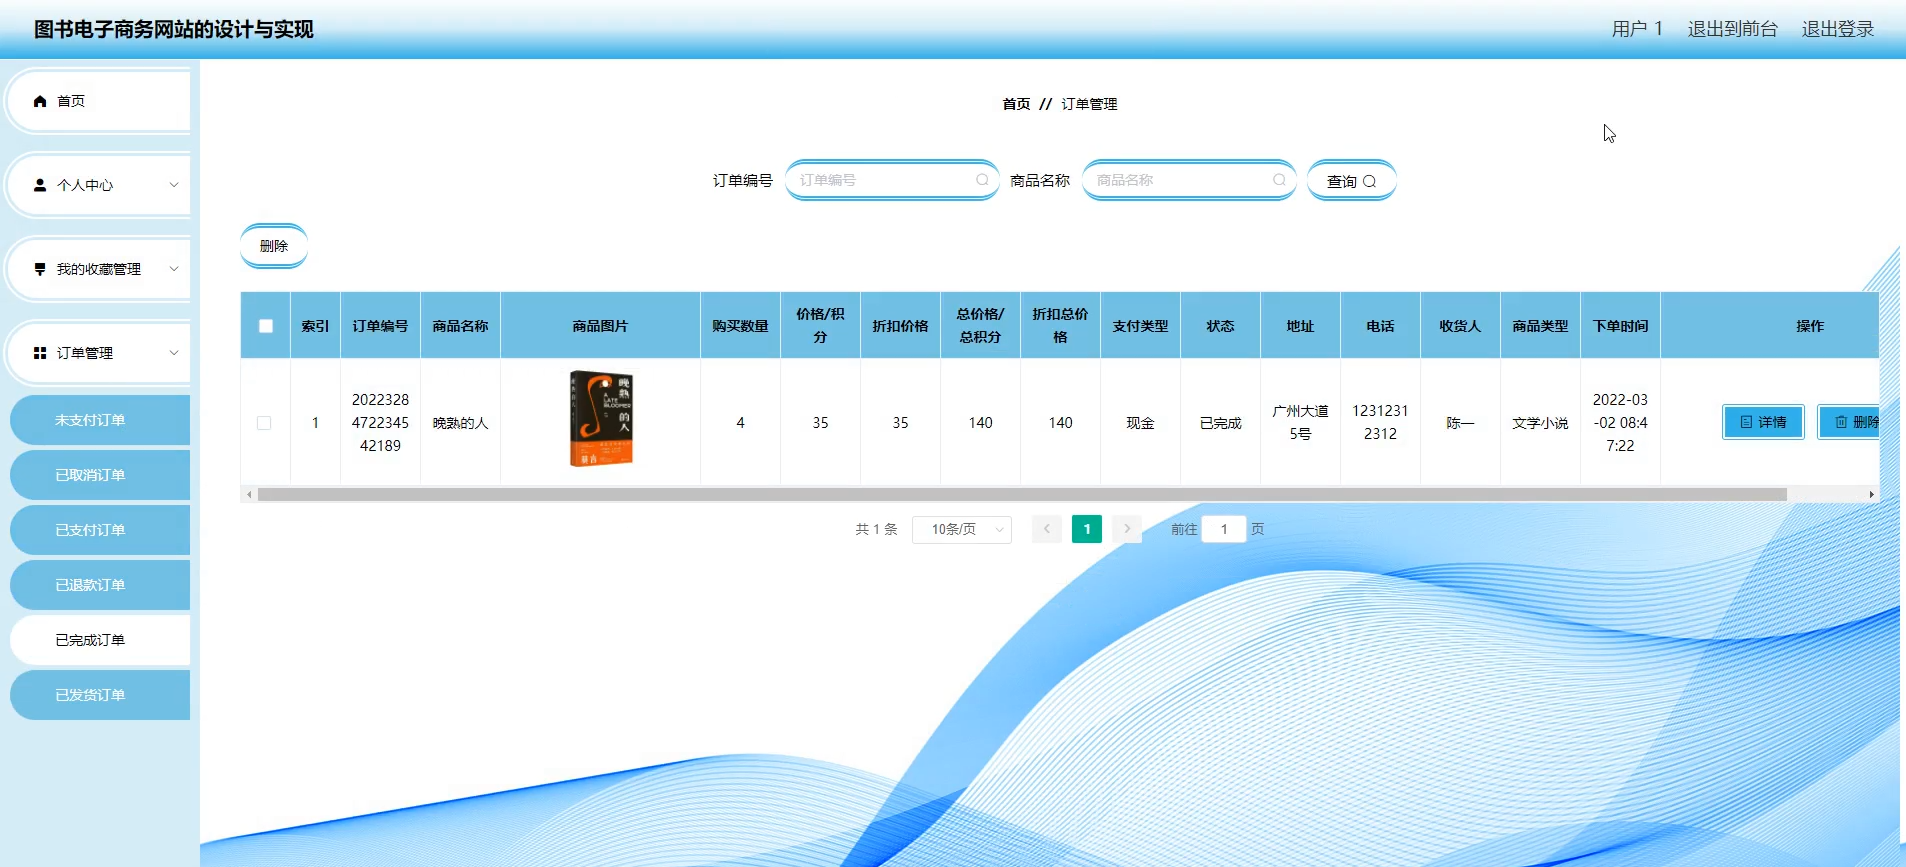 图书电子商务网站的设计与实现
用户 1
退出到前台
退出登录
首页
个人中心
我的收藏管理
订单管理
未支付订单
已取消订单
已支付订单
已退款订单
已完成订单
已发货订单
首页 // 订单管理
订单编号
订单编号
商品名称
商品名称
查询
删除
索引
订单编号
商品名称
商品图片
购买数量
价格/积
分
折扣价格
总价格/
总积分
折扣总价
格
支付类型
状态
地址
电话
收货人
商品类型
下单时间
操作
1
2022328
4722345
42189
晚熟的人
晚熟的人
A LATE
BLOOMER
莫言
4
35
35
140
140
现金
已完成
广州大道
5号
1231231
2312
陈一
文学小说
2022-03
-02 08:4
7:22
详情
删除
共 1 条
10条/页
1
前往
1
页